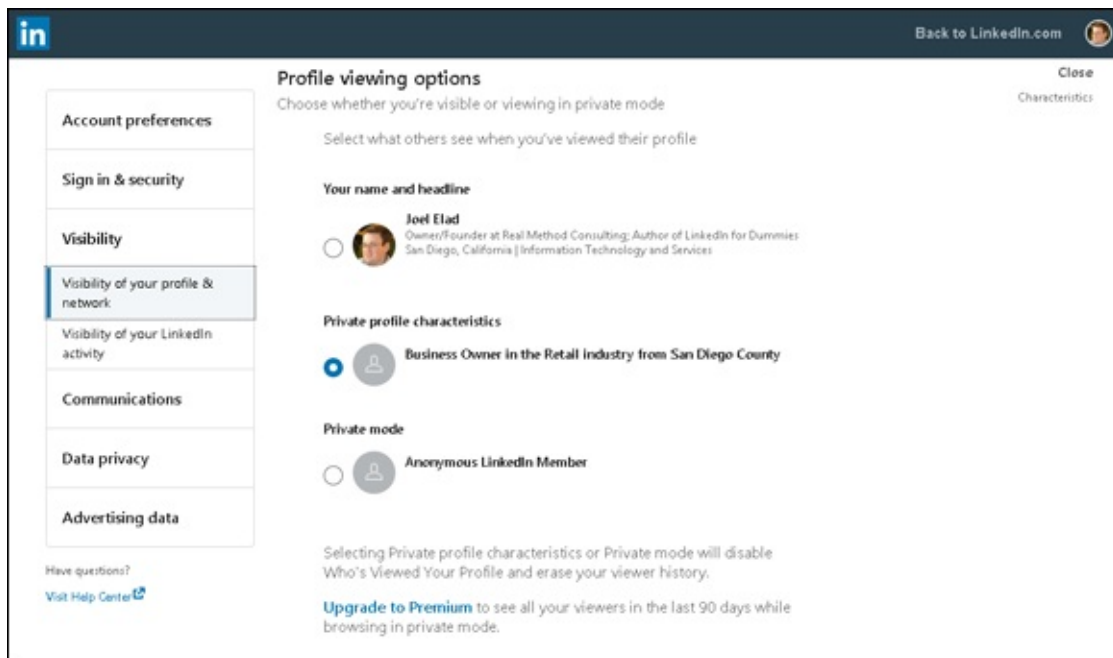 in
Back to LinkedIn.com
Account preferences
Sign in & security
Visibility
Visibility of your profile &
network
Visibility of your LinkedIn
activity
Communications
Data privacy
Advertising data
Have questions?
Visit Help Center
Profile viewing options
Close
Choose whether you're visible or viewing in private mode
Characteristics
Select what others see when you've viewed their profile
Your name and headline
Joel Elad
Owner/Founder at Real Method Consulting; Author of LinkedIn for Dummies
San Diego, California | Information Technology and Services
Private profile characteristics
Business Owner in the Retail industry from San Diego County
Private mode
Anonymous LinkedIn Member
Selecting Private profile characteristics or Private mode will disable
Who's Viewed Your Profile and erase your viewer history.
Upgrade to Premium to see all your viewers in the last 90 days while
browsing in private mode.